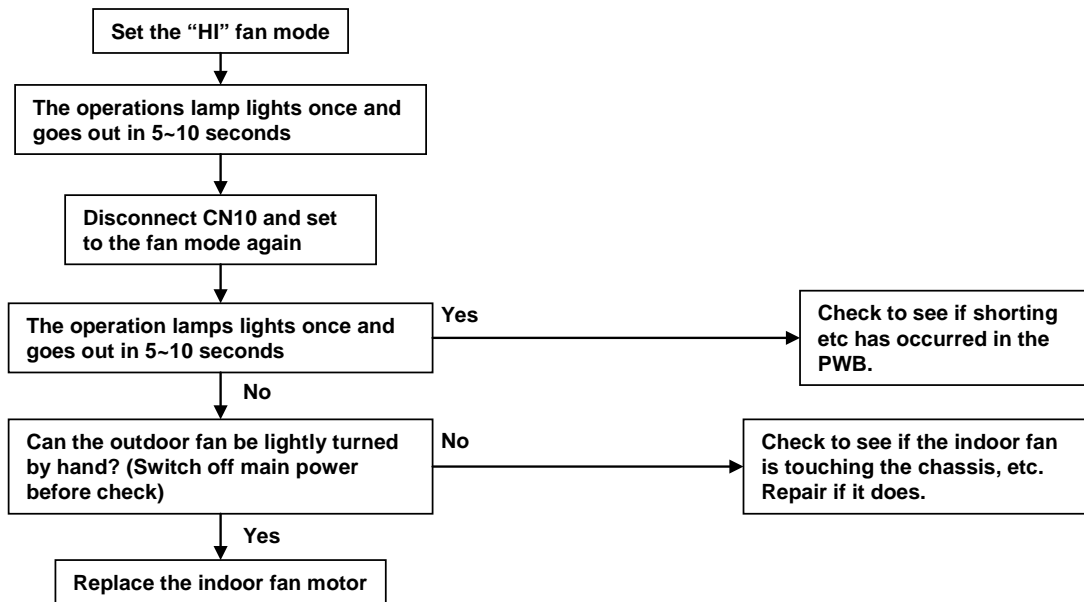 Set the “HI” fan mode
The operations lamp lights once and
goes out in 5~10 seconds
Disconnect CN10 and set
to the fan mode again
The operation lamps lights once and
goes out in 5~10 seconds
Yes
Check to see if shorting
etc has occurred in the
PWB.
No
Can the outdoor fan be lightly turned
by hand? (Switch off main power
before check)
No
Check to see if the indoor fan
is touching the chassis, etc.
Repair if it does.
Yes
Replace the indoor fan motor